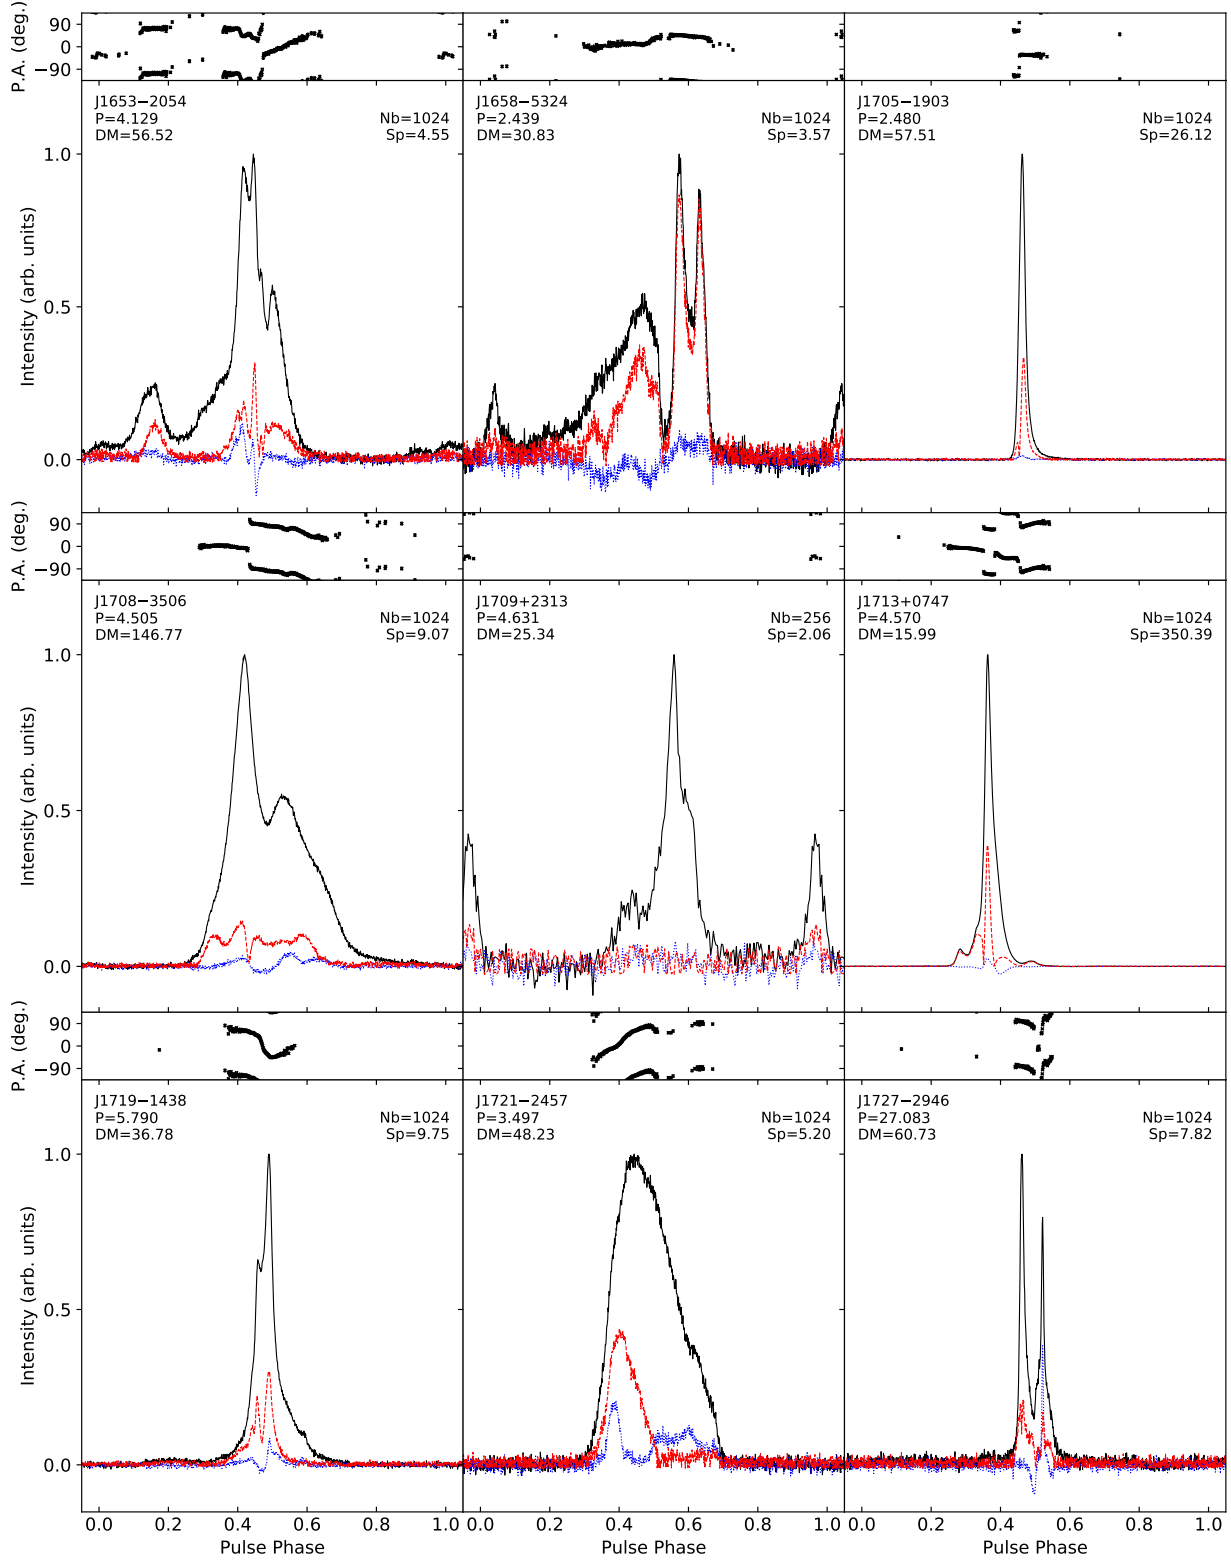 P.A. (deg.)
90
0
−90
J1653−2054
P=4.129
DM=56.52
Nb=1024
Sp=4.55
J1658−5324
P=2.439
DM=30.83
Nb=1024
Sp=3.57
J1705−1903
P=2.480
DM=57.51
Nb=1024
Sp=26.12
Intensity (arb. units)
1.0
0.5
0.0
P.A. (deg.)
90
0
−90
J1708−3506
P=4.505
DM=146.77
Nb=1024
Sp=9.07
J1709+2313
P=4.631
DM=25.34
Nb=256
Sp=2.06
J1713+0747
P=4.570
DM=15.99
Nb=1024
Sp=350.39
Intensity (arb. units)
1.0
0.5
0.0
P.A. (deg.)
90
0
−90
J1719−1438
P=5.790
DM=36.78
Nb=1024
Sp=9.75
J1721−2457
P=3.497
DM=48.23
Nb=1024
Sp=5.20
J1727−2946
P=27.083
DM=60.73
Nb=1024
Sp=7.82
Intensity (arb. units)
1.0
0.5
0.0
0.0 0.2 0.4 0.6 0.8 1.0
0.0 0.2 0.4 0.6 0.8 1.0
0.0 0.2 0.4 0.6 0.8 1.0
Pulse Phase
Pulse Phase
Pulse Phase